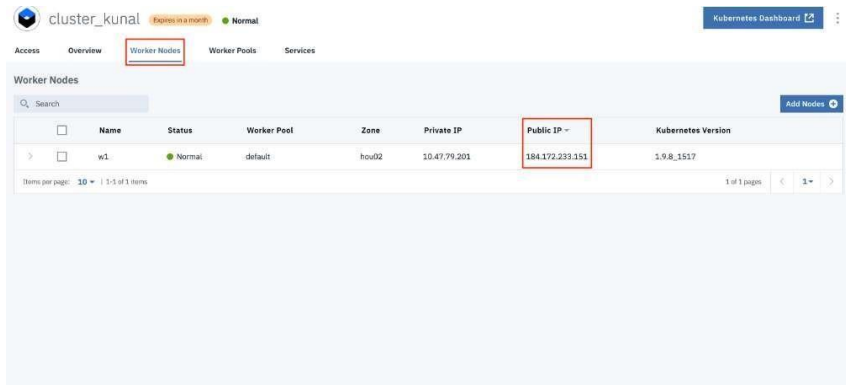 cluster_kunal Expires in a month Normal Kubernetes Dashboard
Access Overview Worker Nodes Worker Pools Services
Worker Nodes
Search Add Nodes
Name Status Worker Pool Zone Private IP Public IP Kubernetes Version
w1 Normal default hou02 10.47.79.201 184.172.233.151 1.9.8_1517
Items per page: 10 | 1-1 of 1 items 1 of 1 pages 1